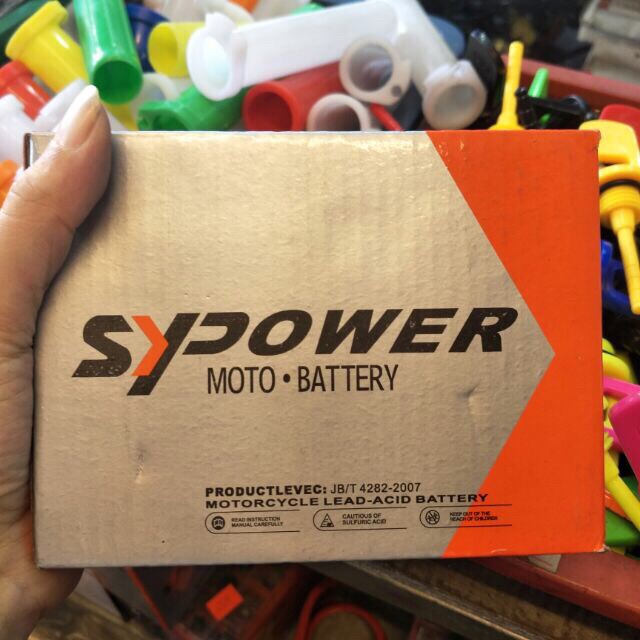 SYPOWER
MOTO • BATTERY
PRODUCTLEVEC: JB/T 4282-2007
MOTORCYCLE LEAD-ACID BATTERY
READ INSTRUCTION
MANUAL CAREFULLY
CAUTIOUS OF
SULFURIC ACID
KEEP OUT OF THE
REACH OF CHILDREN